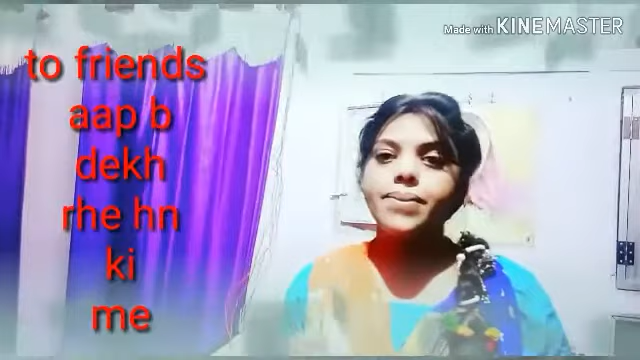 Made with KINEMASTER
to friends
aap b
dekh
rhe hn
ki
me